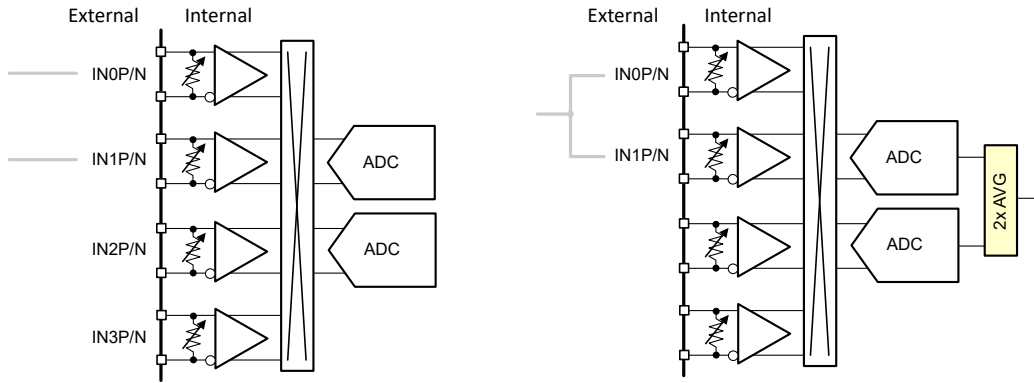 External Internal
IN0P/N
IN1P/N
ADC
IN2P/N
ADC
IN3P/N
External Internal
IN0P/N
IN1P/N
ADC
2x AVG
ADC